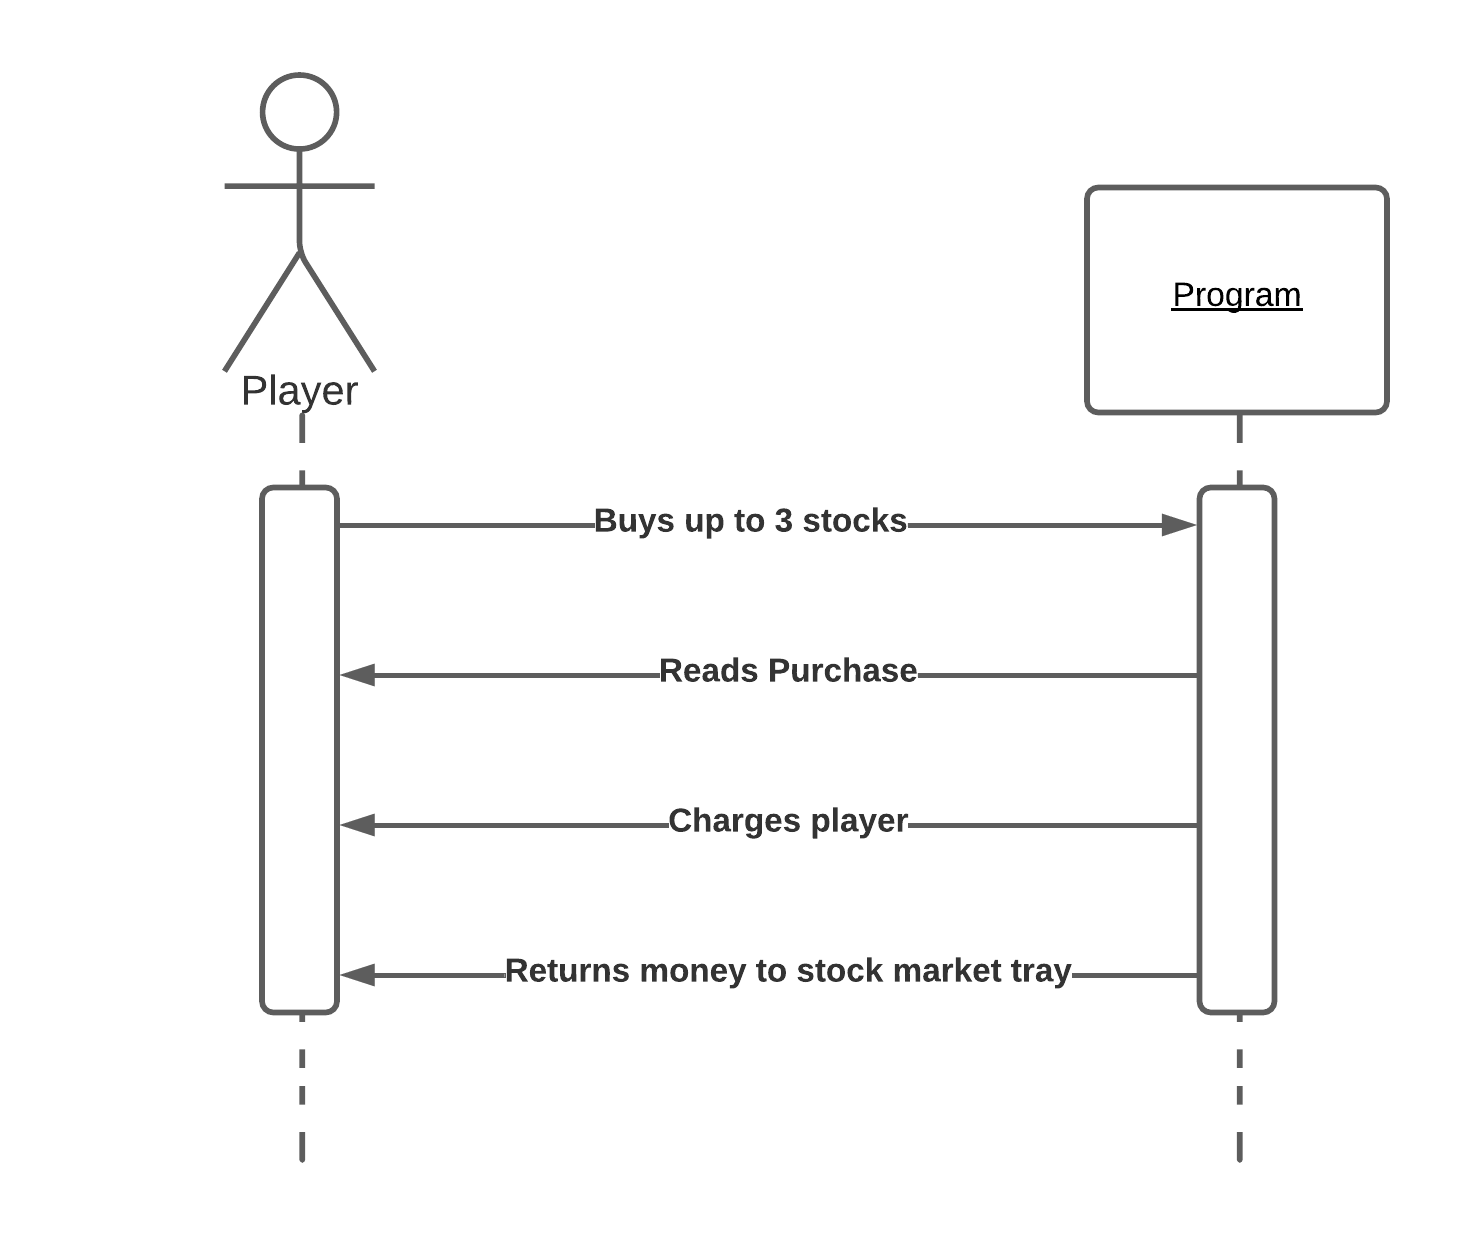 Player
Program
Buys up to 3 stocks
Reads Purchase
Charges player
Returns money to stock market tray